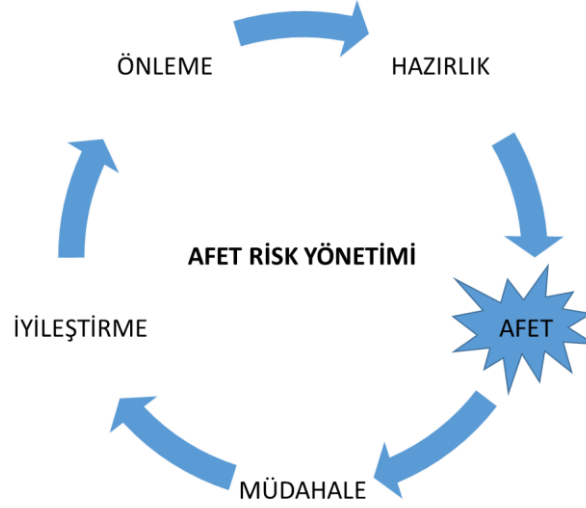 ÖNLEME
HAZIRLIK
AFET RİSK YÖNETİMİ
İYİLEŞTİRME
AFET
MÜDAHALE